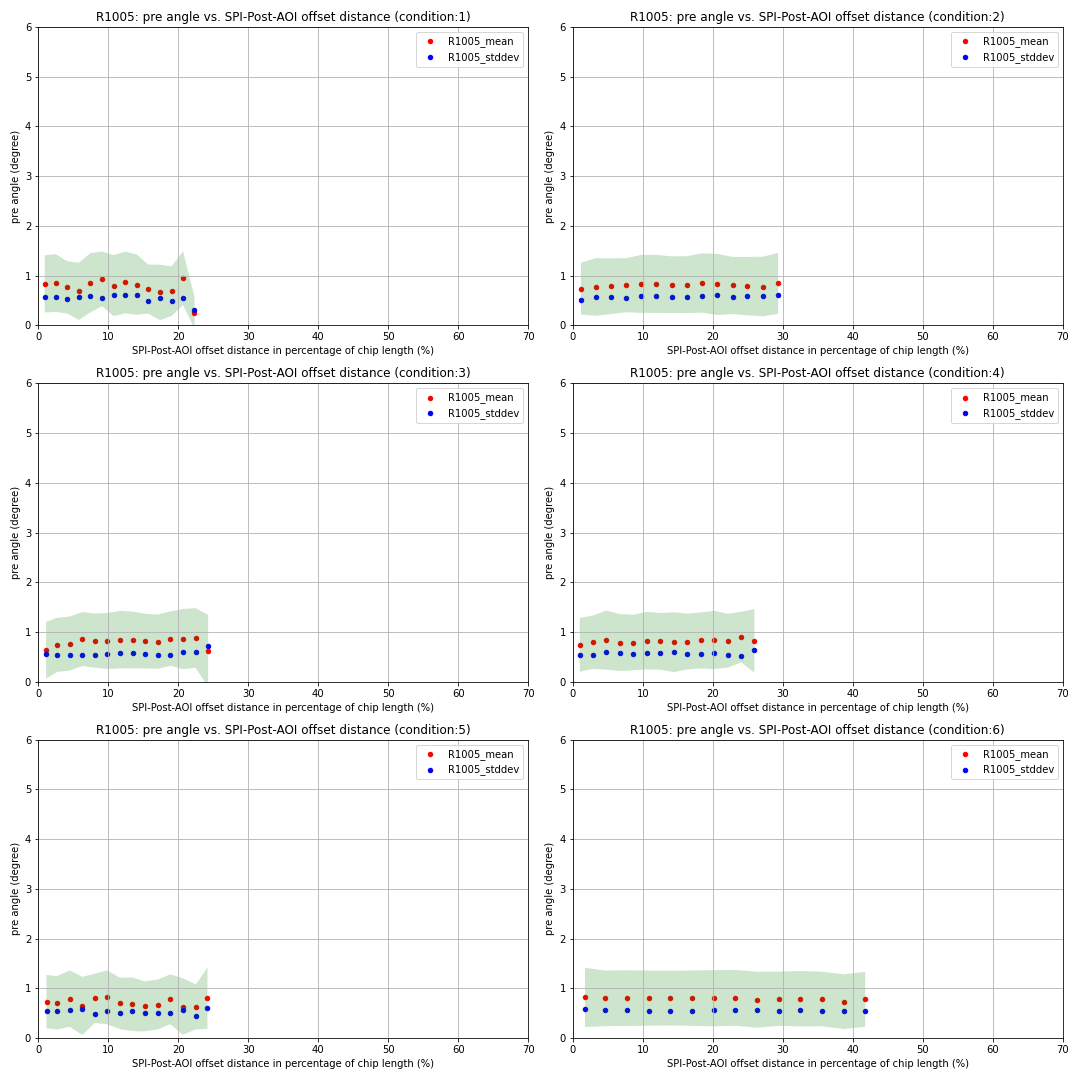 R1005: pre angle vs. SPI-Post-AOI offset distance (condition:1)
6
5
4
3
2
1
0
pre angle (degree)
R1005_mean
R1005_stddev
0 10 20 30 40 50 60 70
SPI-Post-AOI offset distance in percentage of chip length (%)
R1005: pre angle vs. SPI-Post-AOI offset distance (condition:2)
6
5
4
3
2
1
0
pre angle (degree)
R1005_mean
R1005_stddev
0 10 20 30 40 50 60 70
SPI-Post-AOI offset distance in percentage of chip length (%)
R1005: pre angle vs. SPI-Post-AOI offset distance (condition:3)
6
5
4
3
2
1
0
pre angle (degree)
R1005_mean
R1005_stddev
0 10 20 30 40 50 60 70
SPI-Post-AOI offset distance in percentage of chip length (%)
R1005: pre angle vs. SPI-Post-AOI offset distance (condition:4)
6
5
4
3
2
1
0
pre angle (degree)
R1005_mean
R1005_stddev
0 10 20 30 40 50 60 70
SPI-Post-AOI offset distance in percentage of chip length (%)
R1005: pre angle vs. SPI-Post-AOI offset distance (condition:5)
6
5
4
3
2
1
0
pre angle (degree)
R1005_mean
R1005_stddev
0 10 20 30 40 50 60 70
SPI-Post-AOI offset distance in percentage of chip length (%)
R1005: pre angle vs. SPI-Post-AOI offset distance (condition:6)
6
5
4
3
2
1
0
pre angle (degree)
R1005_mean
R1005_stddev
0 10 20 30 40 50 60 70
SPI-Post-AOI offset distance in percentage of chip length (%)